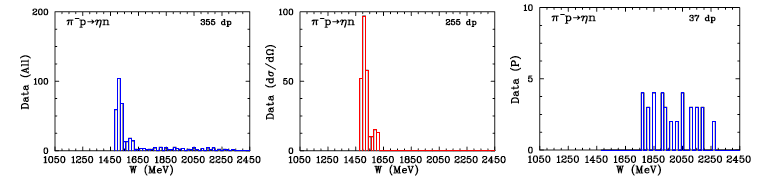 π⁻p→ηn 355 dp
Data (All)
200
100
0
1050 1250 1450 1650 1850 2050 2250 2450
W (MeV)
π⁻p→ηn 255 dp
Data (dσ/dΩ)
100
50
0
1050 1250 1450 1650 1850 2050 2250 2450
W (MeV)
π⁻p→ηn 37 dp
Data (P)
10
5
0
1050 1250 1450 1650 1850 2050 2250 2450
W (MeV)